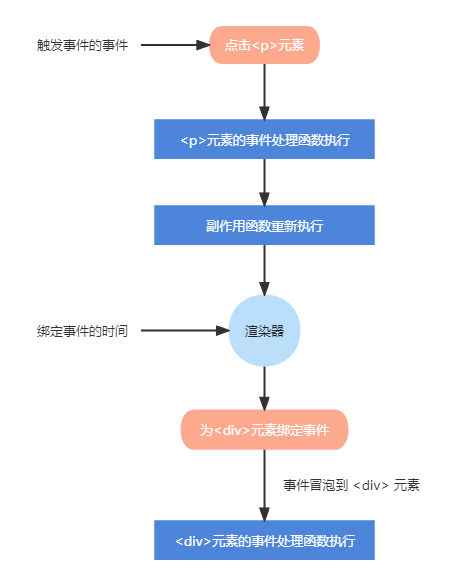 触发事件的事件
点击<p>元素
<p>元素的事件处理函数执行
副作用函数重新执行
绑定事件的时间
渲染器
为<div>元素绑定事件
事件冒泡到 <div> 元素
<div>元素的事件处理函数执行